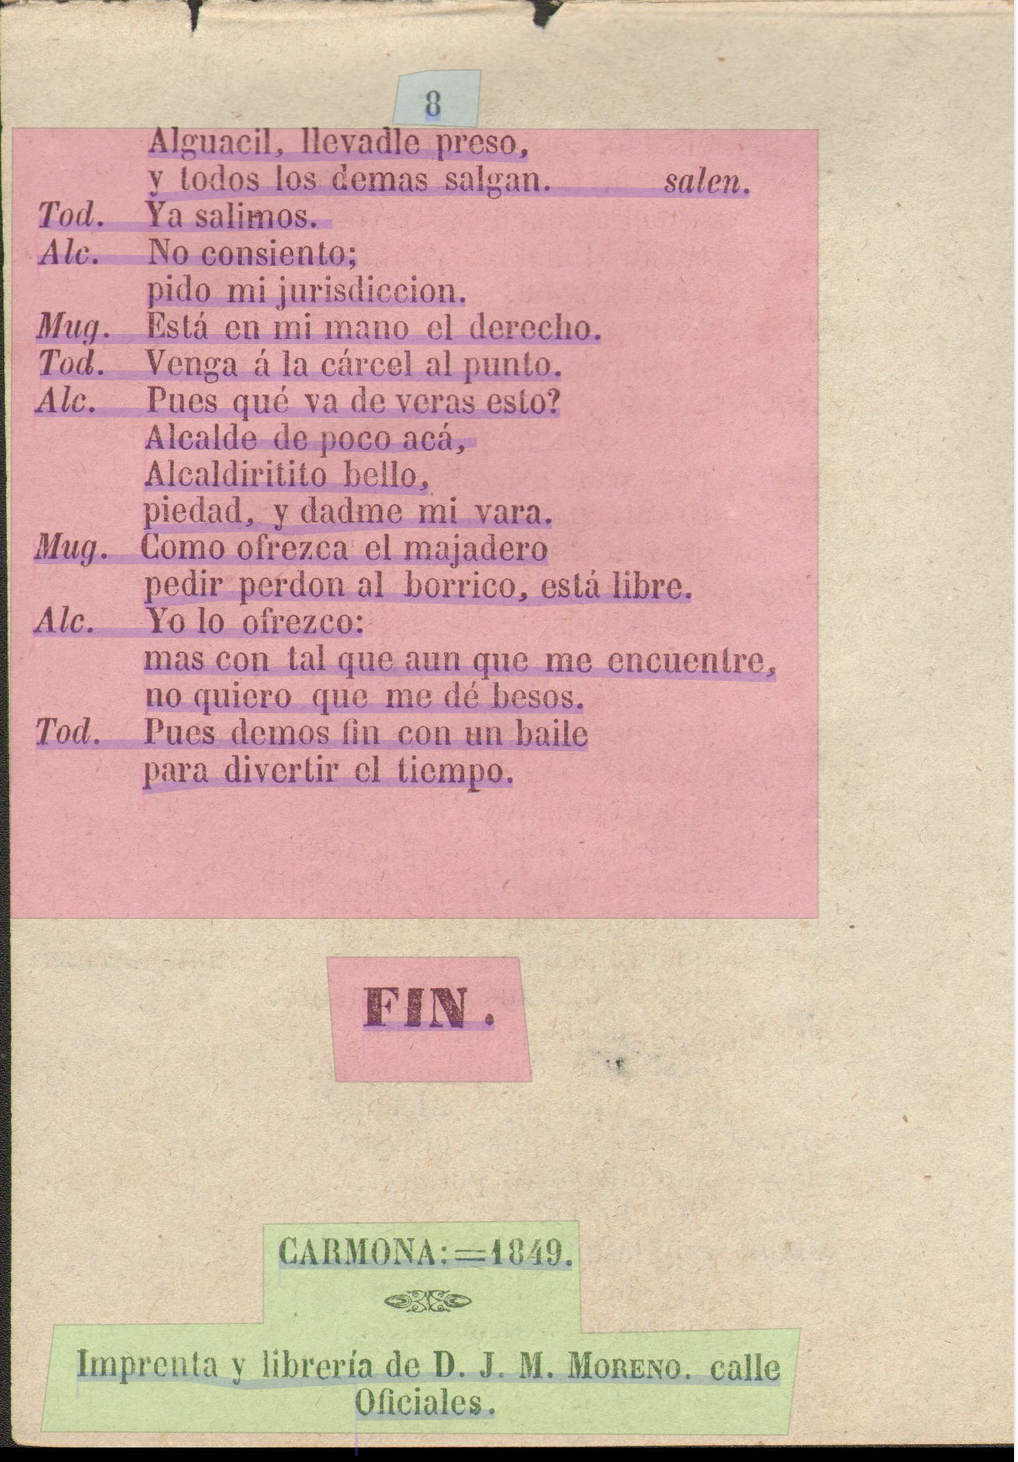 8
Alguacil, llevadle preso,
y todos los demas salgan. salen.
Tod. Ya salimos.
Alc. No consiento;
pido mi jurisdiccion.
Mug. Está en mi mano el derecho.
Tod. Venga á la cárcel al punto.
Alc. Pues qué va de veras esto?
Alcalde de poco acá,
Alcaldiritito bello,
piedad, y dadme mi vara.
Mug. Como ofrezca el majadero
pedir perdon al borrico, está libre.
Alc. Yo lo ofrezco:
mas con tal que aun que me encuentre,
no quiero que me dé besos.
Tod. Pues demos fin con un baile
para divertir el tiempo.
FIN.
CARMONA:=1849.
Imprenta y librería de D. J. M. MORENO. calle
Oficiales.